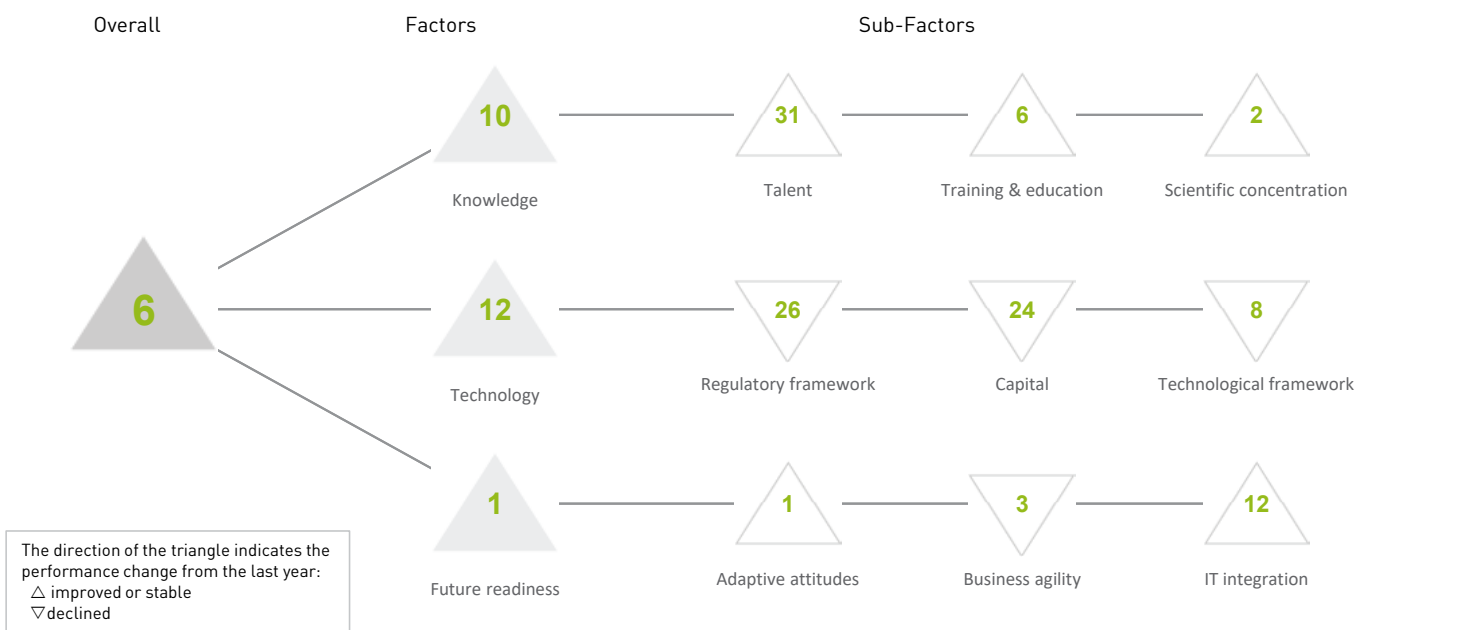 Overall Factors Sub-Factors
10 31 6 2
Knowledge Talent Training & education Scientific concentration
6 12 26 24 8
Technology Regulatory framework Capital Technological framework
1 1 3 12
Future readiness Adaptive attitudes Business agility IT integration
The direction of the triangle indicates the
performance change from the last year:
△ improved or stable
▽ declined